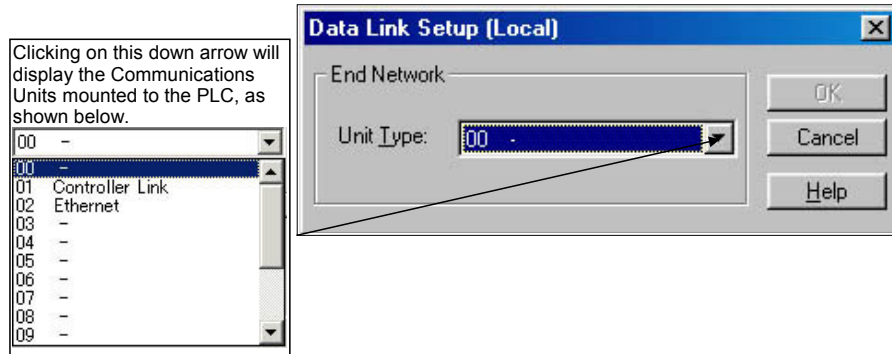 Clicking on this down arrow will
display the Communications
Units mounted to the PLC, as
shown below.
00 -
00 -
01 Controller Link
02 Ethernet
03 -
04 -
05 -
06 -
07 -
08 -
09 -
Data Link Setup (Local)
End Network
Unit Type: 00 -
OK
Cancel
Help